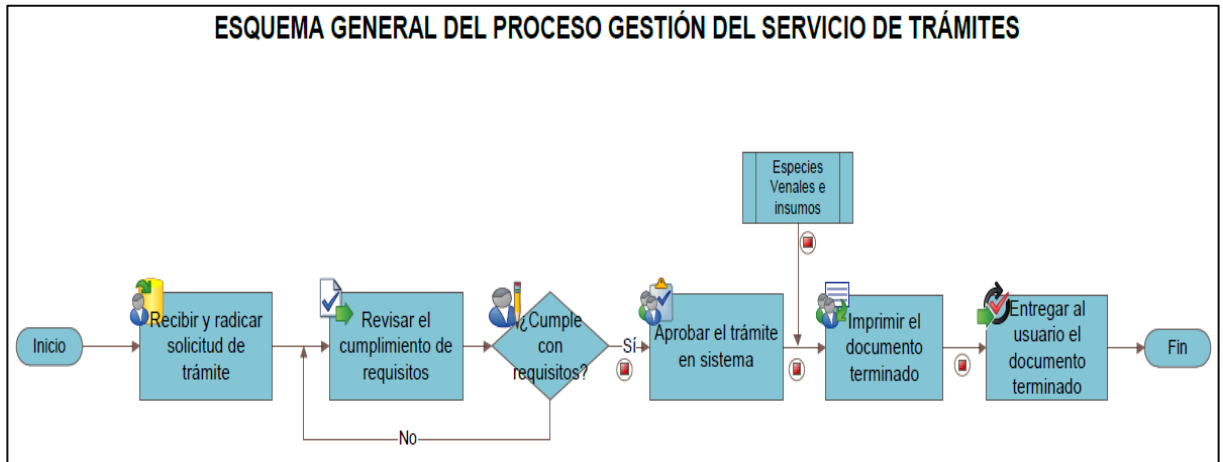 ESQUEMA GENERAL DEL PROCESO GESTIÓN DEL SERVICIO DE TRÁMITES
Especies
Venales e
insumos
Inicio
Recibir y radicar
solicitud de
trámite
Revisar el
cumplimiento de
requisitos
¿Cumple
con
requisitos?
Sí
Aprobar el trámite
en sistema
Imprimir el
documento
terminado
Entregar al
usuario el
documento
terminado
Fin
No